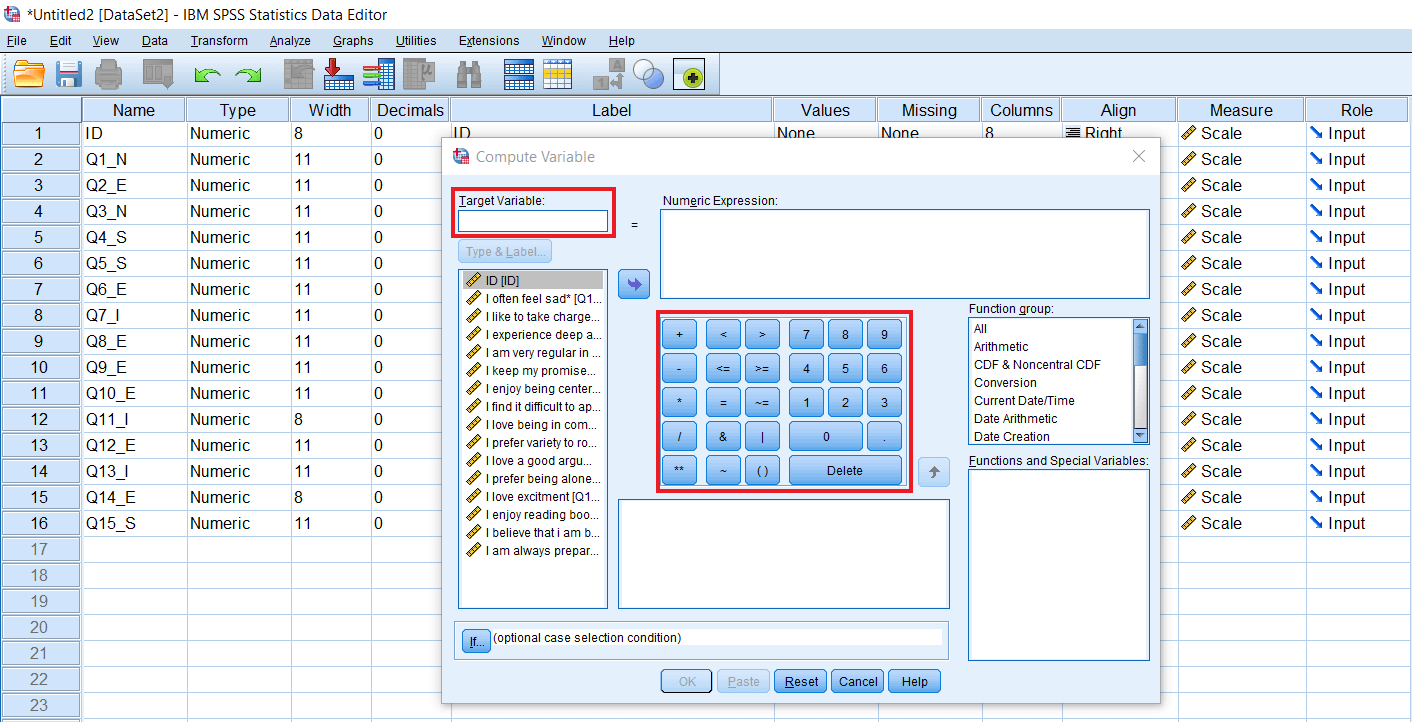 *Untitled2 [DataSet2] - IBM SPSS Statistics Data Editor
File Edit View Data Transform Analyze Graphs Utilities Extensions Window Help
Name Type Width Decimals Label Values Missing Columns Align Measure Role
1 ID Numeric 8 0 ID None None 8 Right Scale Input
2 Q1_N Numeric 11 0 Scale Input
3 Q2_E Numeric 11 0 Scale Input
4 Q3_N Numeric 11 0 Scale Input
5 Q4_S Numeric 11 0 Scale Input
6 Q5_S Numeric 11 0 Scale Input
7 Q6_E Numeric 11 0 Scale Input
8 Q7_I Numeric 11 0 Scale Input
9 Q8_E Numeric 11 0 Scale Input
10 Q9_E Numeric 11 0 Scale Input
11 Q10_E Numeric 11 0 Scale Input
12 Q11_I Numeric 8 0 Scale Input
13 Q12_E Numeric 11 0 Scale Input
14 Q13_I Numeric 11 0 Scale Input
15 Q14_E Numeric 8 0 Scale Input
16 Q15_S Numeric 11 0 Scale Input
17
18
19
20
21
22
23
Compute Variable
Target Variable:
=
Numeric Expression:
Type & Label...
ID [ID]
I often feel sad* [Q1...
I like to take charge...
I experience deep a...
I am very regular in ...
I keep my promise...
I enjoy being center...
I find it difficult to ap...
I love being in com...
I prefer variety to ro...
I love a good argu...
I prefer being alone...
I love excitment [Q1...
I enjoy reading boo...
I believe that i am b...
I am always prepar...
+ < > 7 8 9
- <= >= 4 5 6
* = ~= 1 2 3
/ & | 0 .
** ~ ( ) Delete
Function group:
All
Arithmetic
CDF & Noncentral CDF
Conversion
Current Date/Time
Date Arithmetic
Date Creation
Functions and Special Variables:
If... (optional case selection condition)
OK Paste Reset Cancel Help